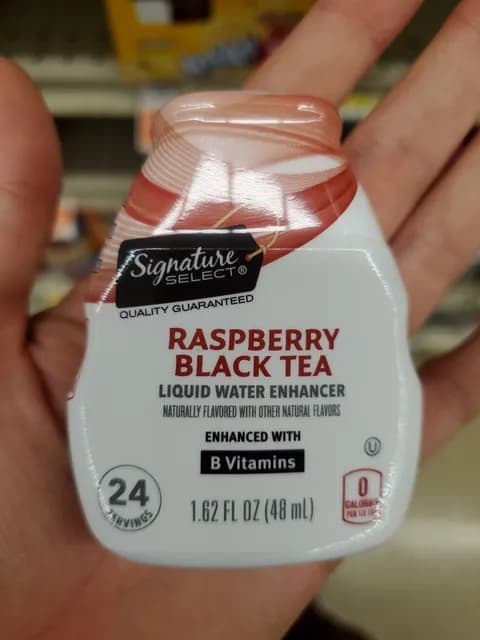 Signature
SELECT®
QUALITY GUARANTEED
RASPBERRY
BLACK TEA
LIQUID WATER ENHANCER
NATURALLY FLAVORED WITH OTHER NATURAL FLAVORS
ENHANCED WITH
B Vitamins
U
24
SERVINGS
1.62 FL OZ (48 mL)
0
CALORIES